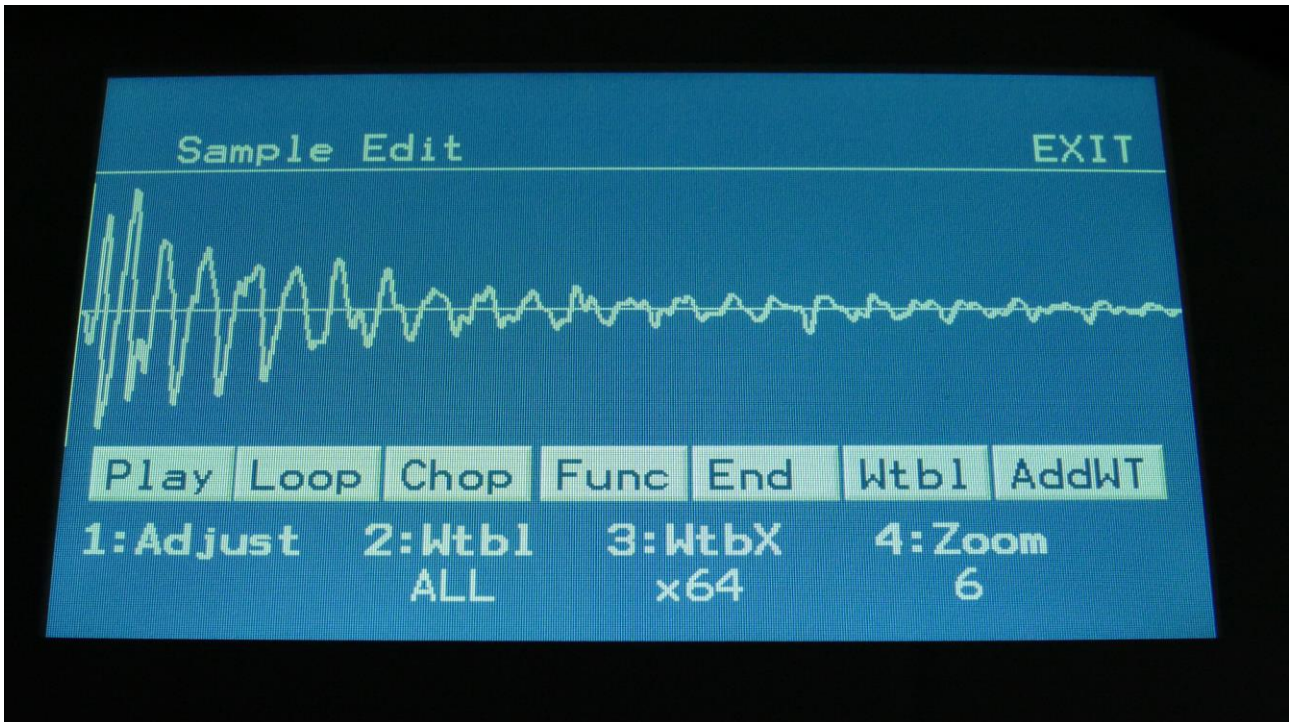 Sample Edit EXIT
Play Loop Chop Func End Wtbl AddWT
1:Adjust 2:Wtbl 3:WtbX 4:Zoom
ALL x64 6